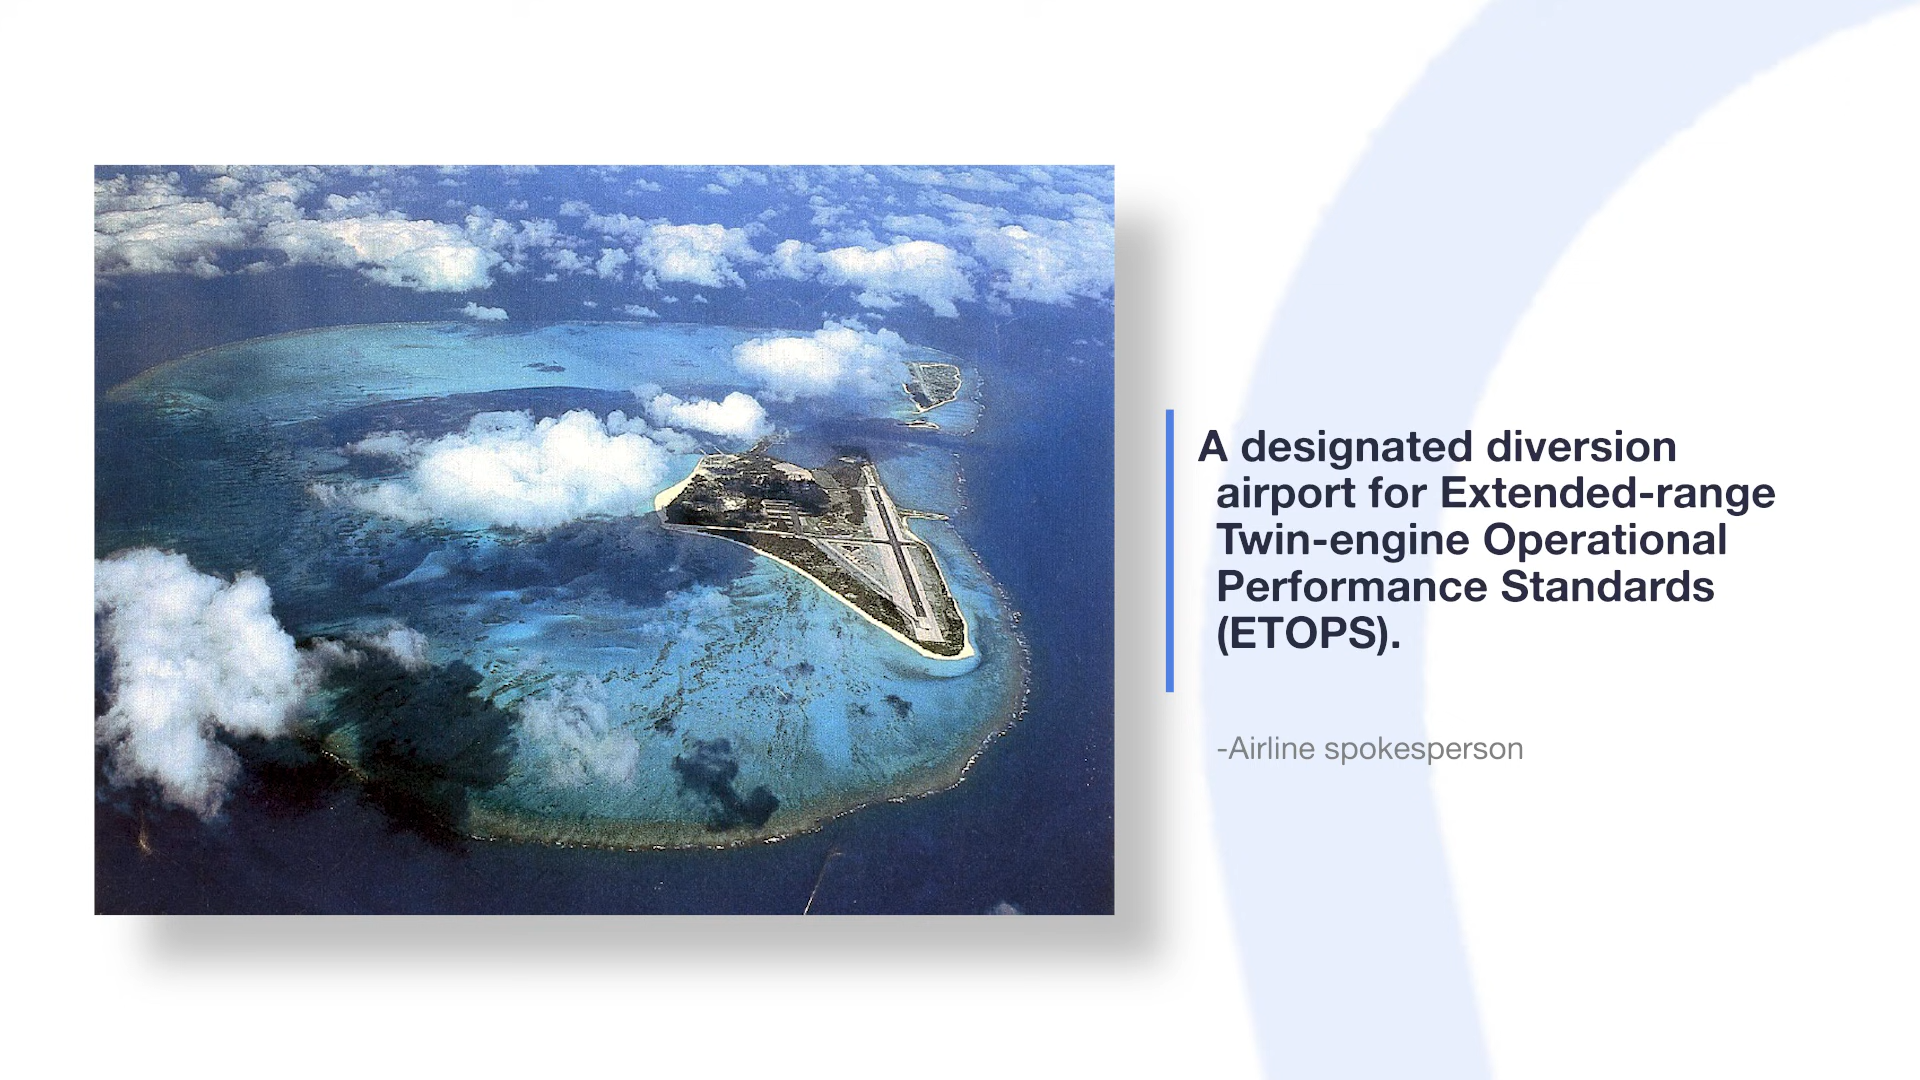 A designated diversion
airport for Extended-range
Twin-engine Operational
Performance Standards
(ETOPS).
-Airline spokesperson